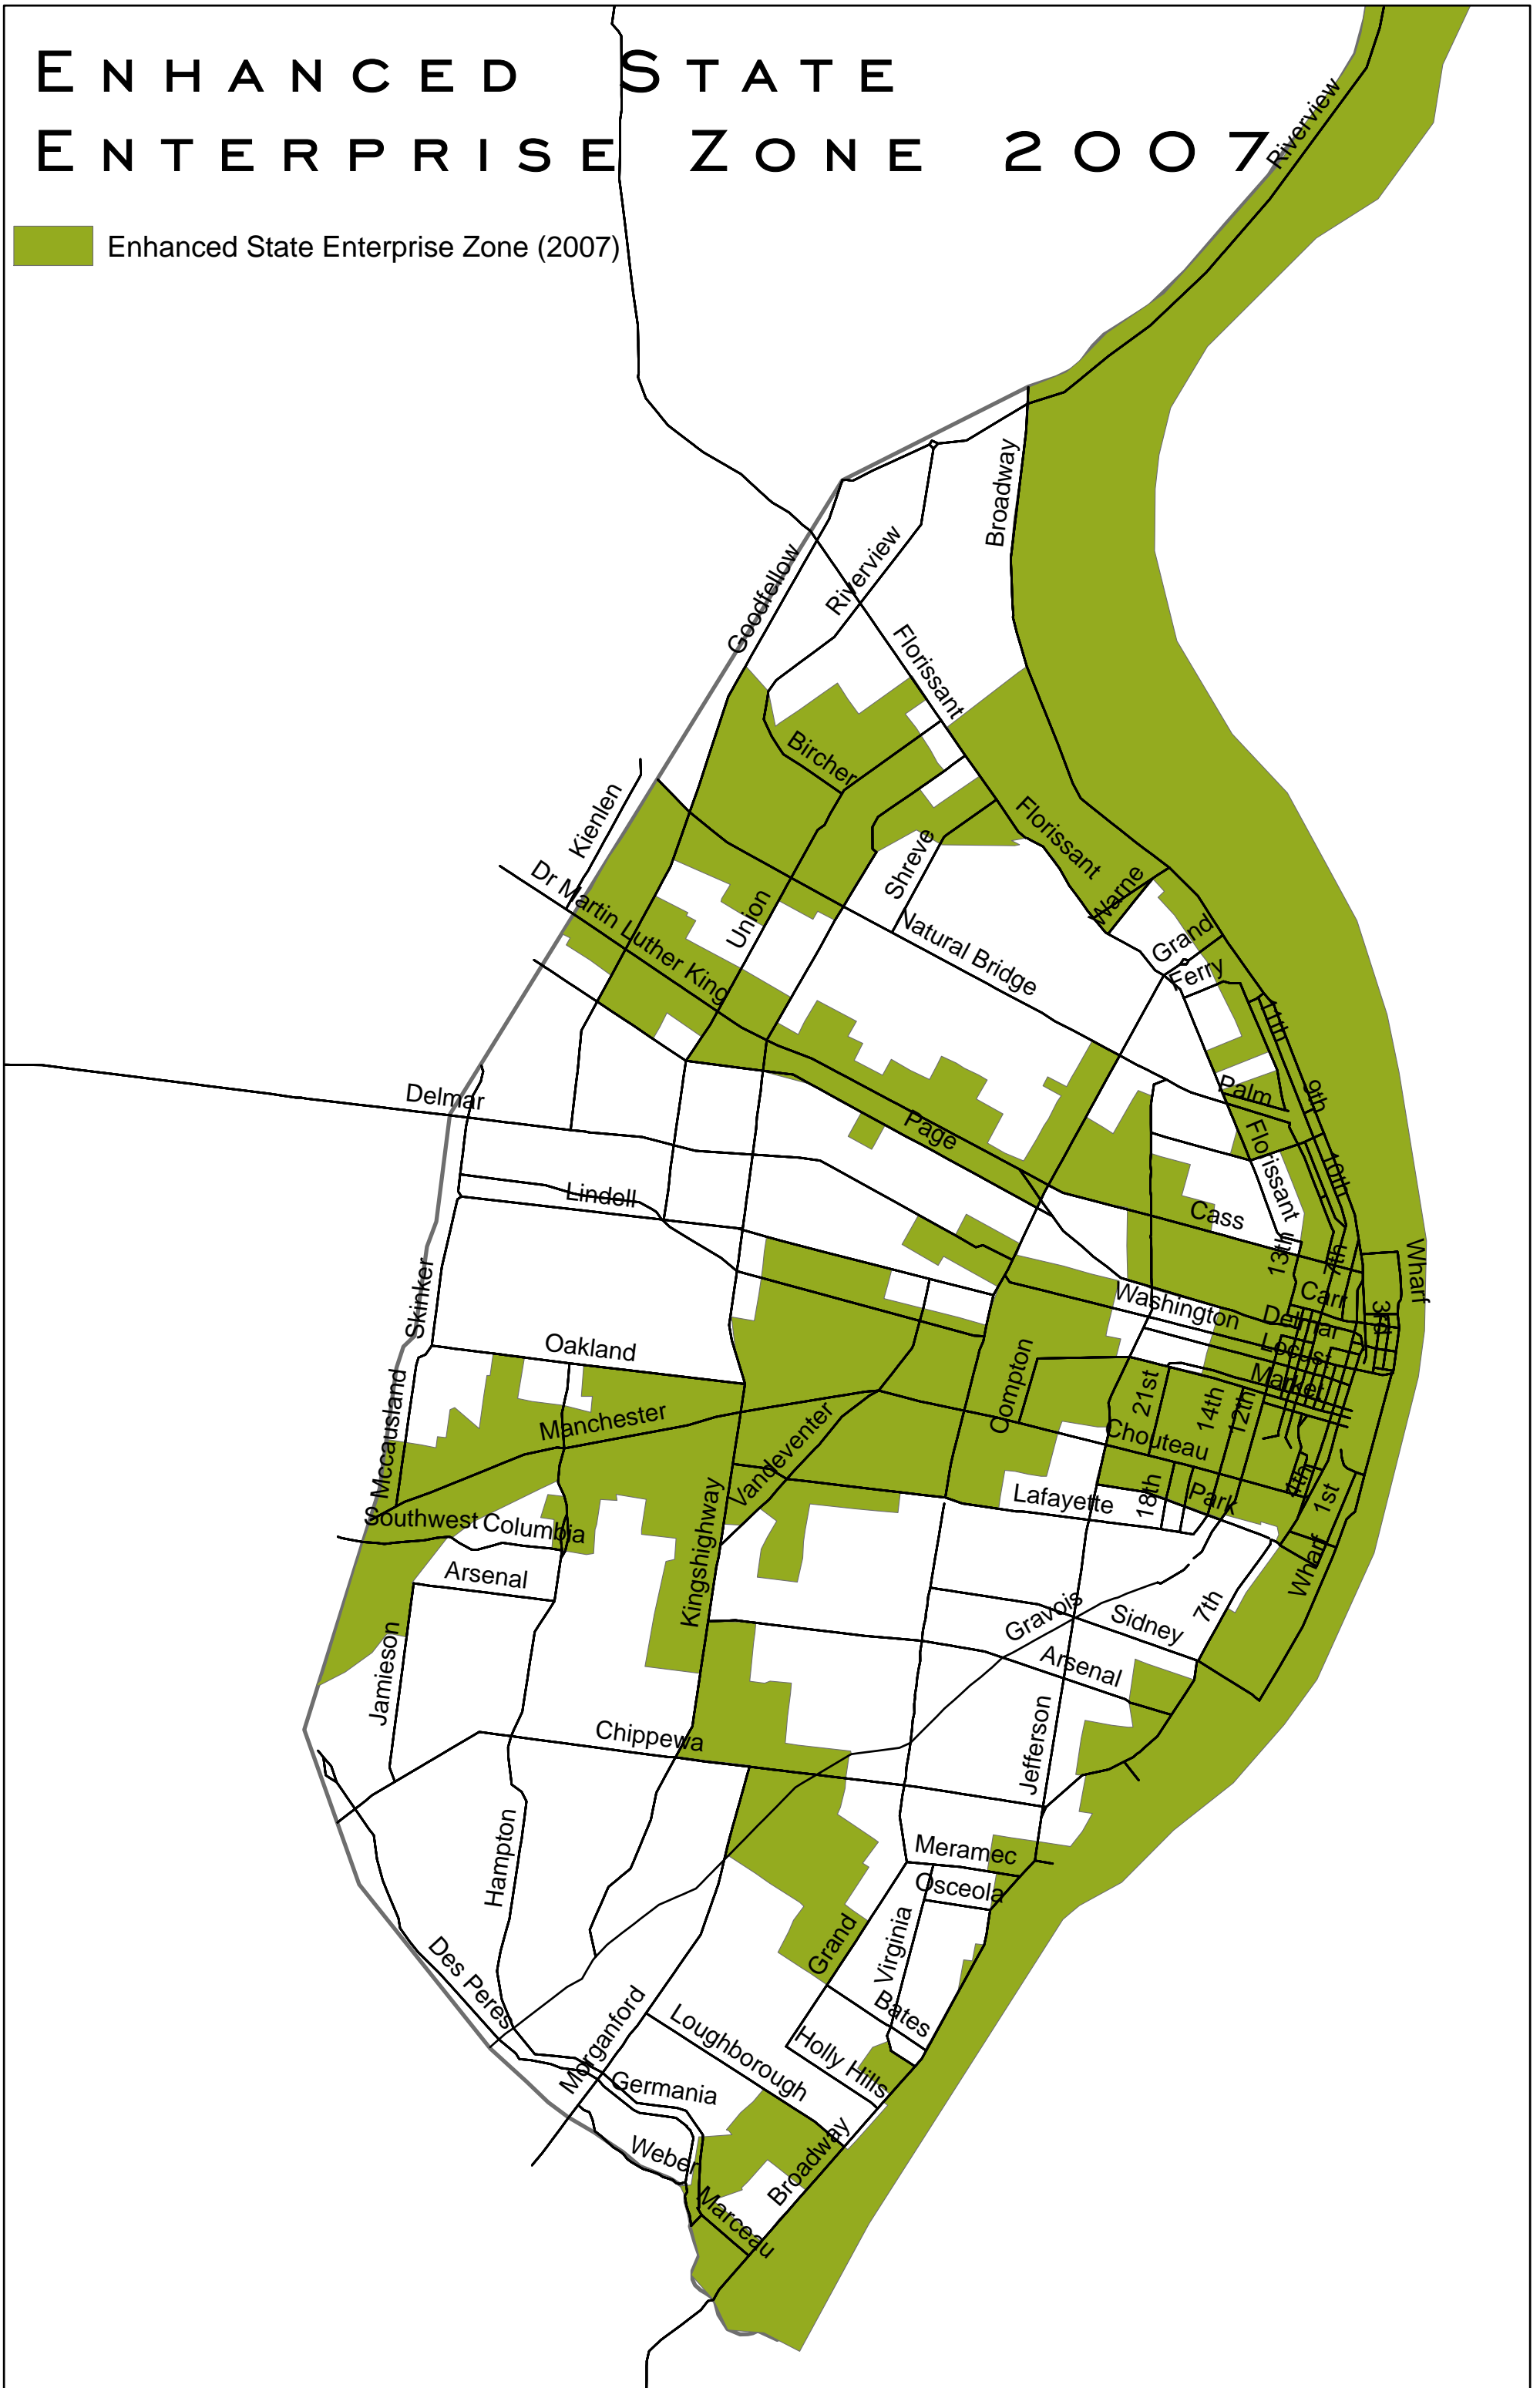 ENHANCED STATE
ENTERPRISE ZONE 2007
Enhanced State Enterprise Zone (2007)
Riverview
Broadway
Goodfellow
Riverview
Florissant
Bircher
Kienlen
Florissant
Shreve
Warne
Dr Martin Luther King
Union
Natural Bridge
Grand
Ferry
11th
Delmar
Palm
9th
Page
Florissant
10th
Lindell
Cass
13th
7th
Wharf
Skinker
Carr
3rd
Washington
Delmar
Oakland
Locust
Market
Compton
21st
14th
12th
Mccausland
Manchester
Vandeventer
Chouteau
4th
1st
Kingshighway
Lafayette
18th
Park
Southwest
Columbia
Wharf
Arsenal
Gravois
Sidney
7th
Jamieson
Arsenal
Chippewa
Jefferson
Hampton
Meramec
Osceola
Grand
Virginia
Des Peres
Bates
Morganford
Loughborough
Holly Hills
Germania
Broadway
Weber
Marceau